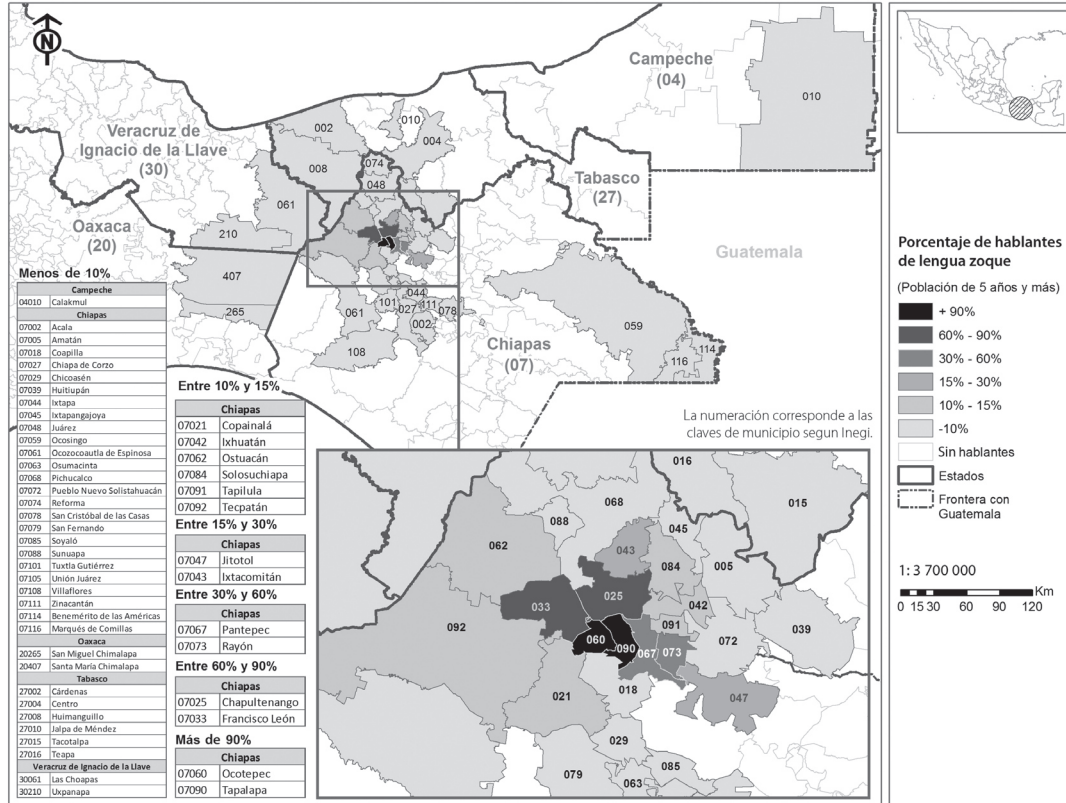 N
Veracruz de
Ignacio de la Llave
(30)
Oaxaca
(20)
Campeche
(04)
Tabasco
(27)
Guatemala
Chiapas
(07)
002
010
004
008
074
048
061
210
407
265
010
101
044
027
111
078
002
061
108
059
116
114
La numeración corresponde a las
claves de municipio segun Inegi.
Menos de 10%
Campeche
04010 Calakmul
Chiapas
07002 Acala
07005 Amatán
07018 Coapilla
07027 Chiapa de Corzo
07029 Chicoasén
07039 Huitiupán
07044 Ixtapa
07045 Ixtapangajoya
07048 Juárez
07059 Ocosingo
07061 Ocozocoautla de Espinosa
07063 Osumacinta
07068 Pichucalco
07072 Pueblo Nuevo Solistahuacán
07074 Reforma
07078 San Cristóbal de las Casas
07079 San Fernando
07085 Soyaló
07088 Sunuapa
07101 Tuxtla Gutiérrez
07105 Unión Juárez
07108 Villaflores
07111 Zinacantán
07114 Benemérito de las Américas
07116 Marqués de Comillas
Oaxaca
20265 San Miguel Chimalapa
20407 Santa María Chimalapa
Tabasco
27002 Cárdenas
27004 Centro
27008 Huimanguillo
27010 Jalpa de Méndez
27015 Tacotalpa
27016 Teapa
Veracruz de Ignacio de la Llave
30061 Las Choapas
30210 Uxpanapa
Entre 10% y 15%
Chiapas
07021 Copainalá
07042 Ixhuatán
07062 Ostuacán
07084 Solosuchiapa
07091 Tapilula
07092 Tecpatán
Entre 15% y 30%
Chiapas
07047 Jitotol
07043 Ixtacomitán
Entre 30% y 60%
Chiapas
07067 Pantepec
07073 Rayón
Entre 60% y 90%
Chiapas
07025 Chapultenango
07033 Francisco León
Más de 90%
Chiapas
07060 Ocotepec
07090 Tapalapa
016
015
068
088
045
062
043
084
005
025
042
033
092
091
039
060
090
067
073
072
021
018
047
029
079
085
063
Porcentaje de hablantes
de lengua zoque
(Población de 5 años y más)
+ 90%
60% - 90%
30% - 60%
15% - 30%
10% - 15%
-10%
Sin hablantes
Estados
Frontera con
Guatemala
1: 3 700 000
Km
0 15 30 60 90 120